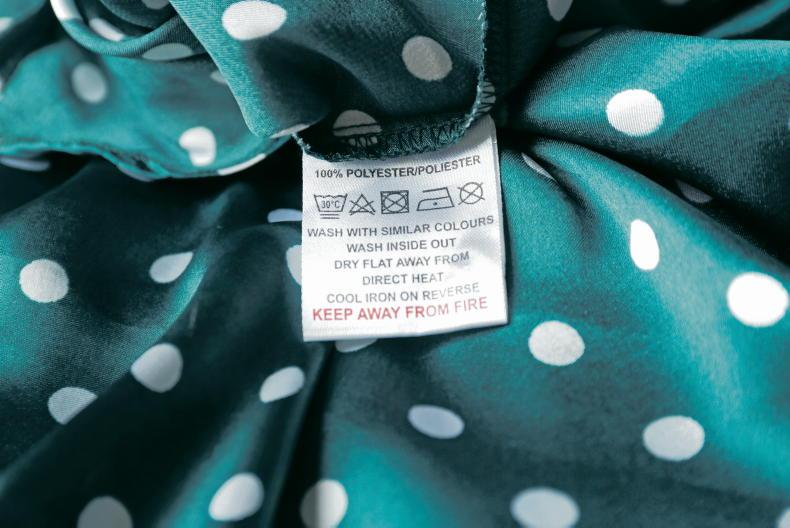 100% POLYESTER/POLIESTER
30°C
WASH WITH SIMILAR COLOURS
WASH INSIDE OUT
DRY FLAT AWAY FROM
DIRECT HEAT
COOL IRON ON REVERSE
KEEP AWAY FROM FIRE